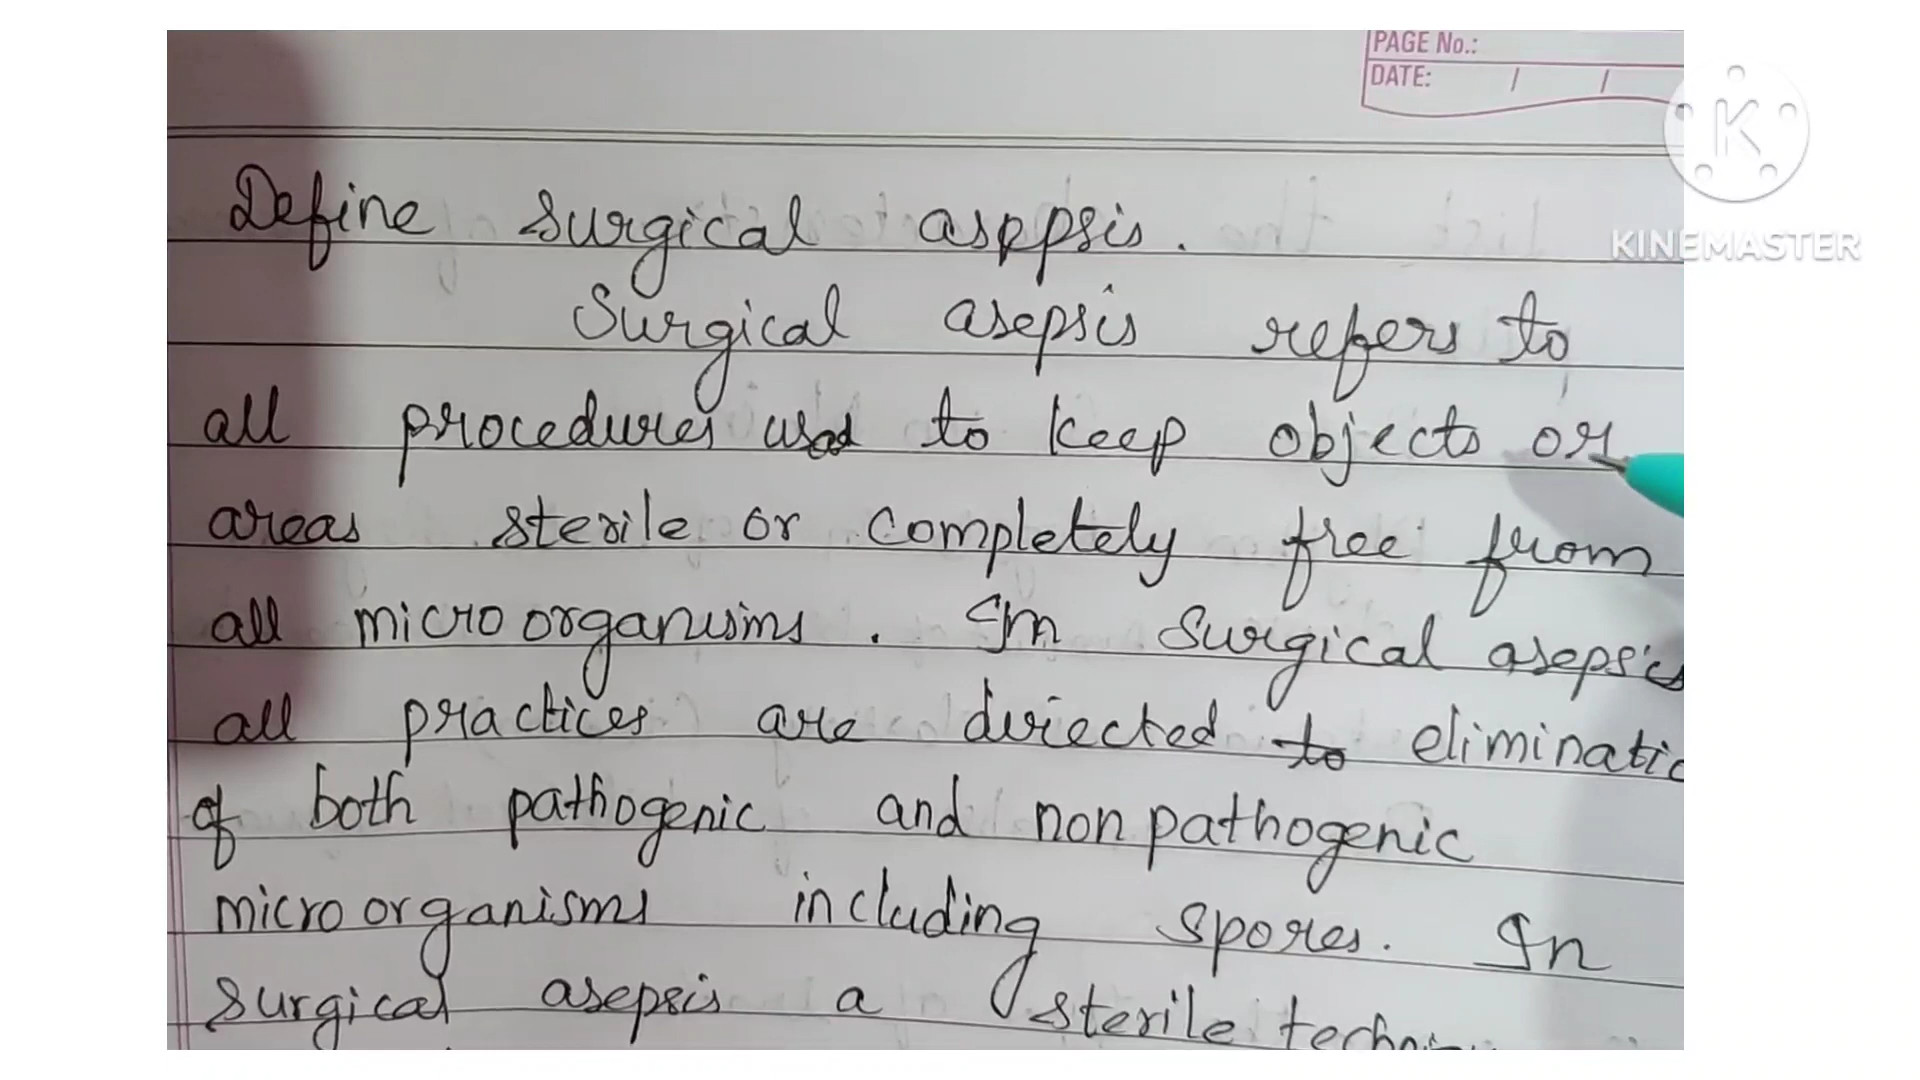 PAGE No.:
DATE: / /
K
KINEMASTER
Define surgical asppsis.
Surgical asepsis refers to
all procedures used to keep objects or
areas sterile or completely free from
all microorganisms. In surgical asepsis
all practices are directed to eliminatio
of both pathogenic and nonpathogenic
microorganisms including spores. In
surgical asepsis a sterile techni